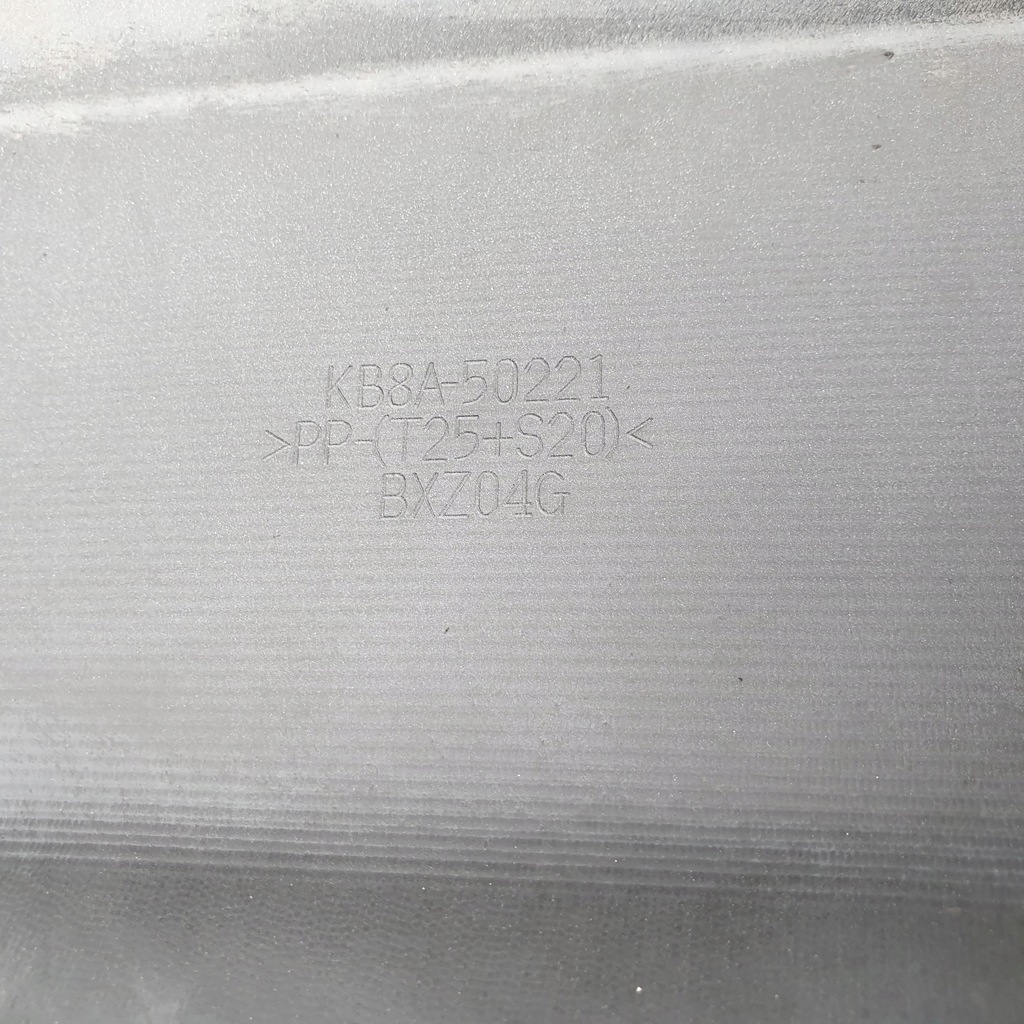 KB8A-50221
>PP-(T25+S20)<
BXZ04G